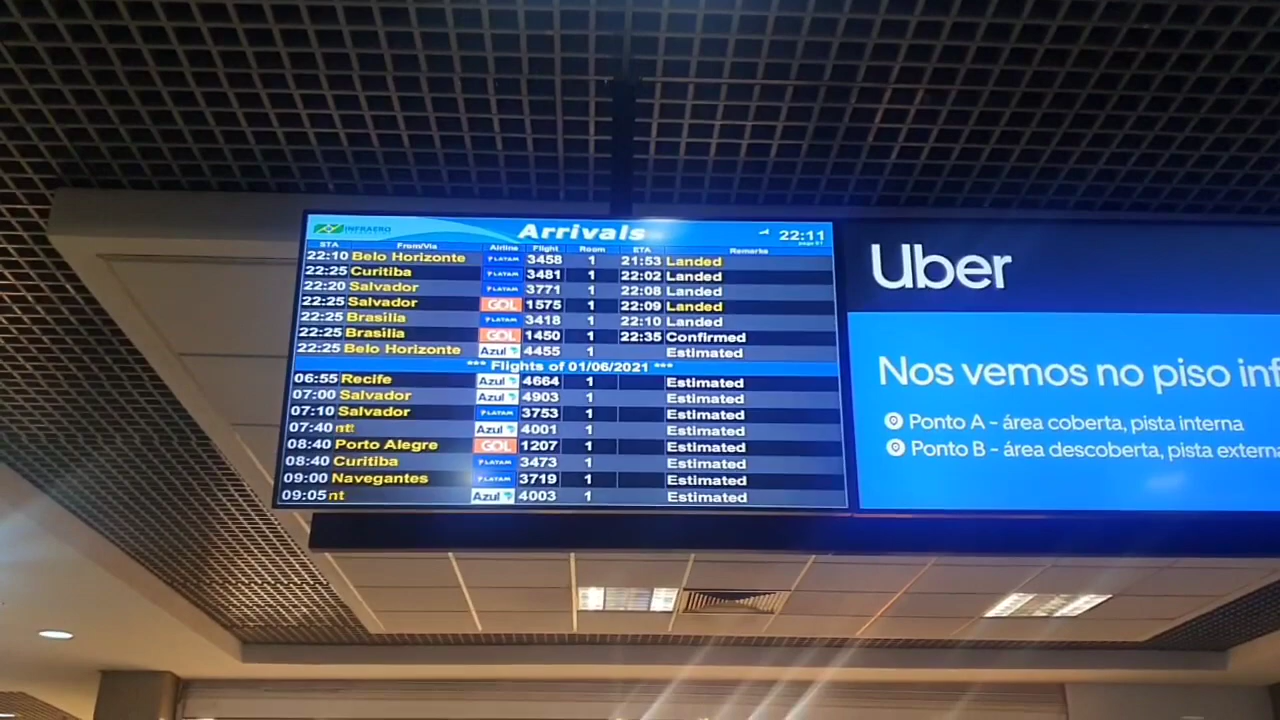 INFRAERO
Arrivals
22:11
STA From/Via Airline Flight Room ETA Remarks
22:10 Belo Horizonte LATAM 3458 1 21:53 Landed
22:25 Curitiba LATAM 3481 1 22:02 Landed
22:20 Salvador LATAM 3771 1 22:08 Landed
22:25 Salvador GOL 1575 1 22:09 Landed
22:25 Brasilia LATAM 3418 1 22:10 Landed
22:25 Brasilia GOL 1450 1 22:35 Confirmed
22:25 Belo Horizonte Azul 4455 1 Estimated
*** Flights of 01/06/2021 ***
06:55 Recife Azul 4664 1 Estimated
07:00 Salvador Azul 4903 1 Estimated
07:10 Salvador LATAM 3753 1 Estimated
07:40 Azul 4001 1 Estimated
08:40 Porto Alegre GOL 1207 1 Estimated
08:40 Curitiba LATAM 3473 1 Estimated
09:00 Navegantes LATAM 3719 1 Estimated
09:05 nt Azul 4003 1 Estimated
Uber
Nos vemos no piso inf
Ponto A - área coberta, pista interna
Ponto B - área descoberta, pista externa